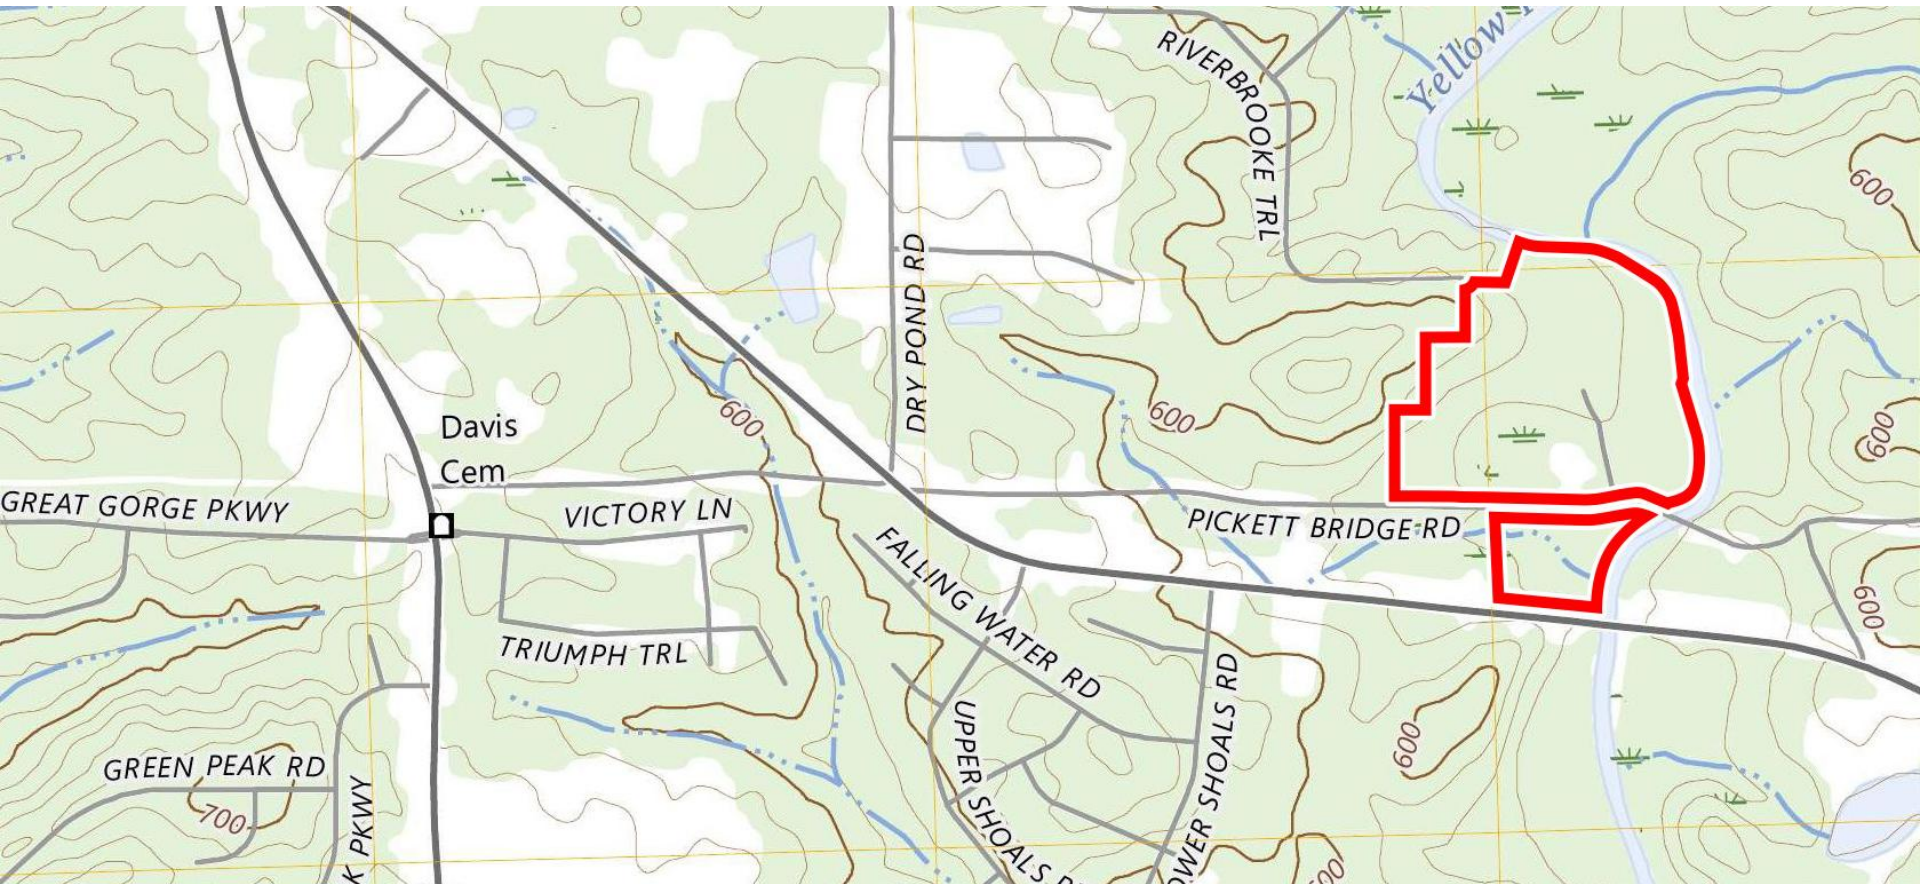 Yellow
RIVERBROOKE TRL
600
DRY POND RD
600
600
600
Davis
Cem
GREAT GORGE PKWY
VICTORY LN
PICKETT BRIDGE RD
FALLING WATER RD
600
TRIUMPH TRL
UPPER SHOALS
LOWER SHOALS RD
600
GREEN PEAK RD
700
PKWY
600